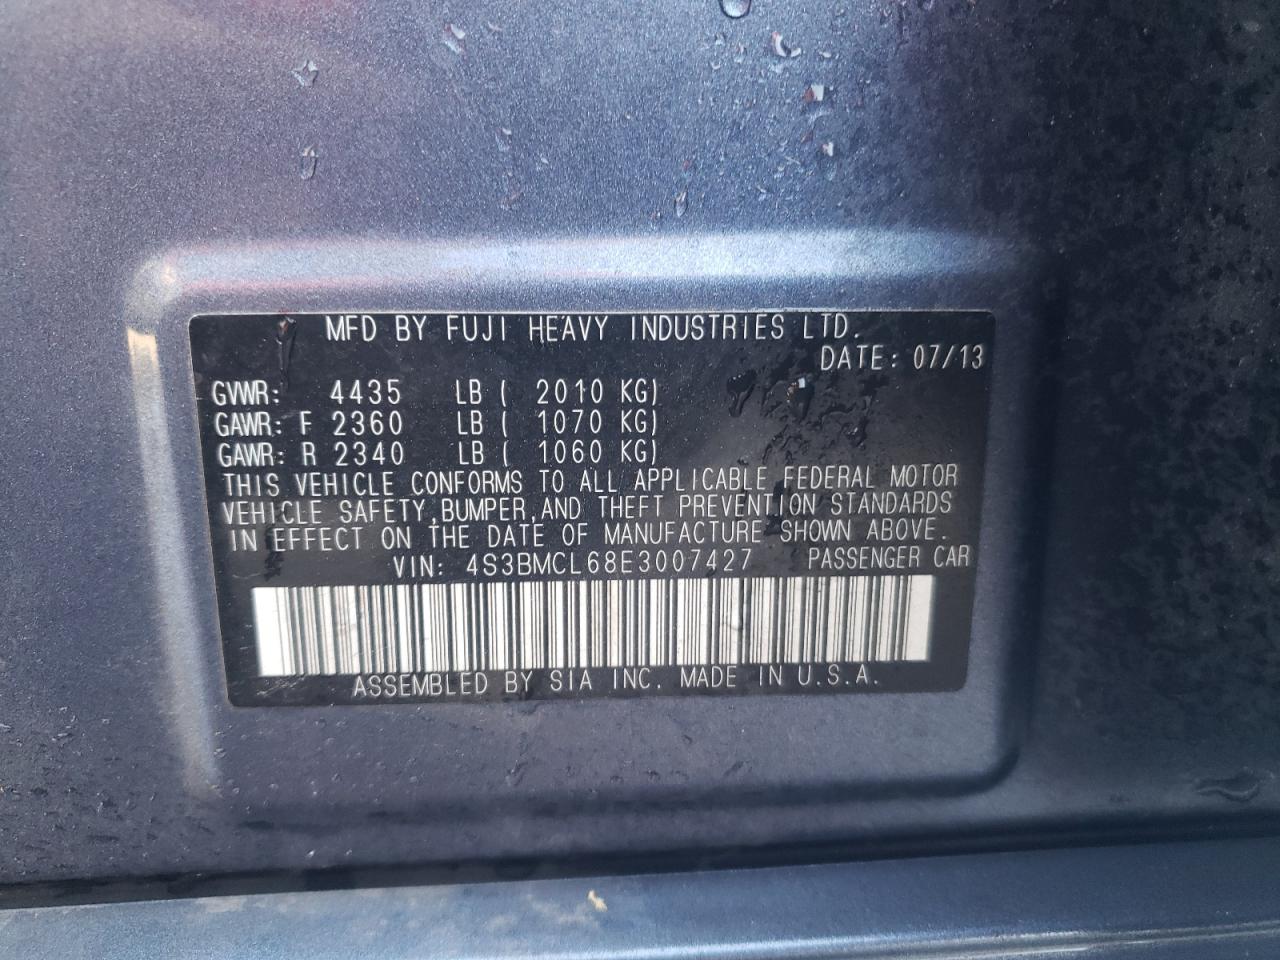 MFD BY FUJI HEAVY INDUSTRIES LTD.
DATE: 07/13
GVWR: 4435 LB ( 2010 KG)
GAWR: F 2360 LB ( 1070 KG)
GAWR: R 2340 LB ( 1060 KG)
THIS VEHICLE CONFORMS TO ALL APPLICABLE FEDERAL MOTOR
VEHICLE SAFETY,BUMPER,AND THEFT PREVENTION STANDARDS
IN EFFECT ON THE DATE OF MANUFACTURE SHOWN ABOVE.
VIN: 4S3BMCL68E3007427 PASSENGER CAR
ASSEMBLED BY SIA INC. MADE IN U.S.A.